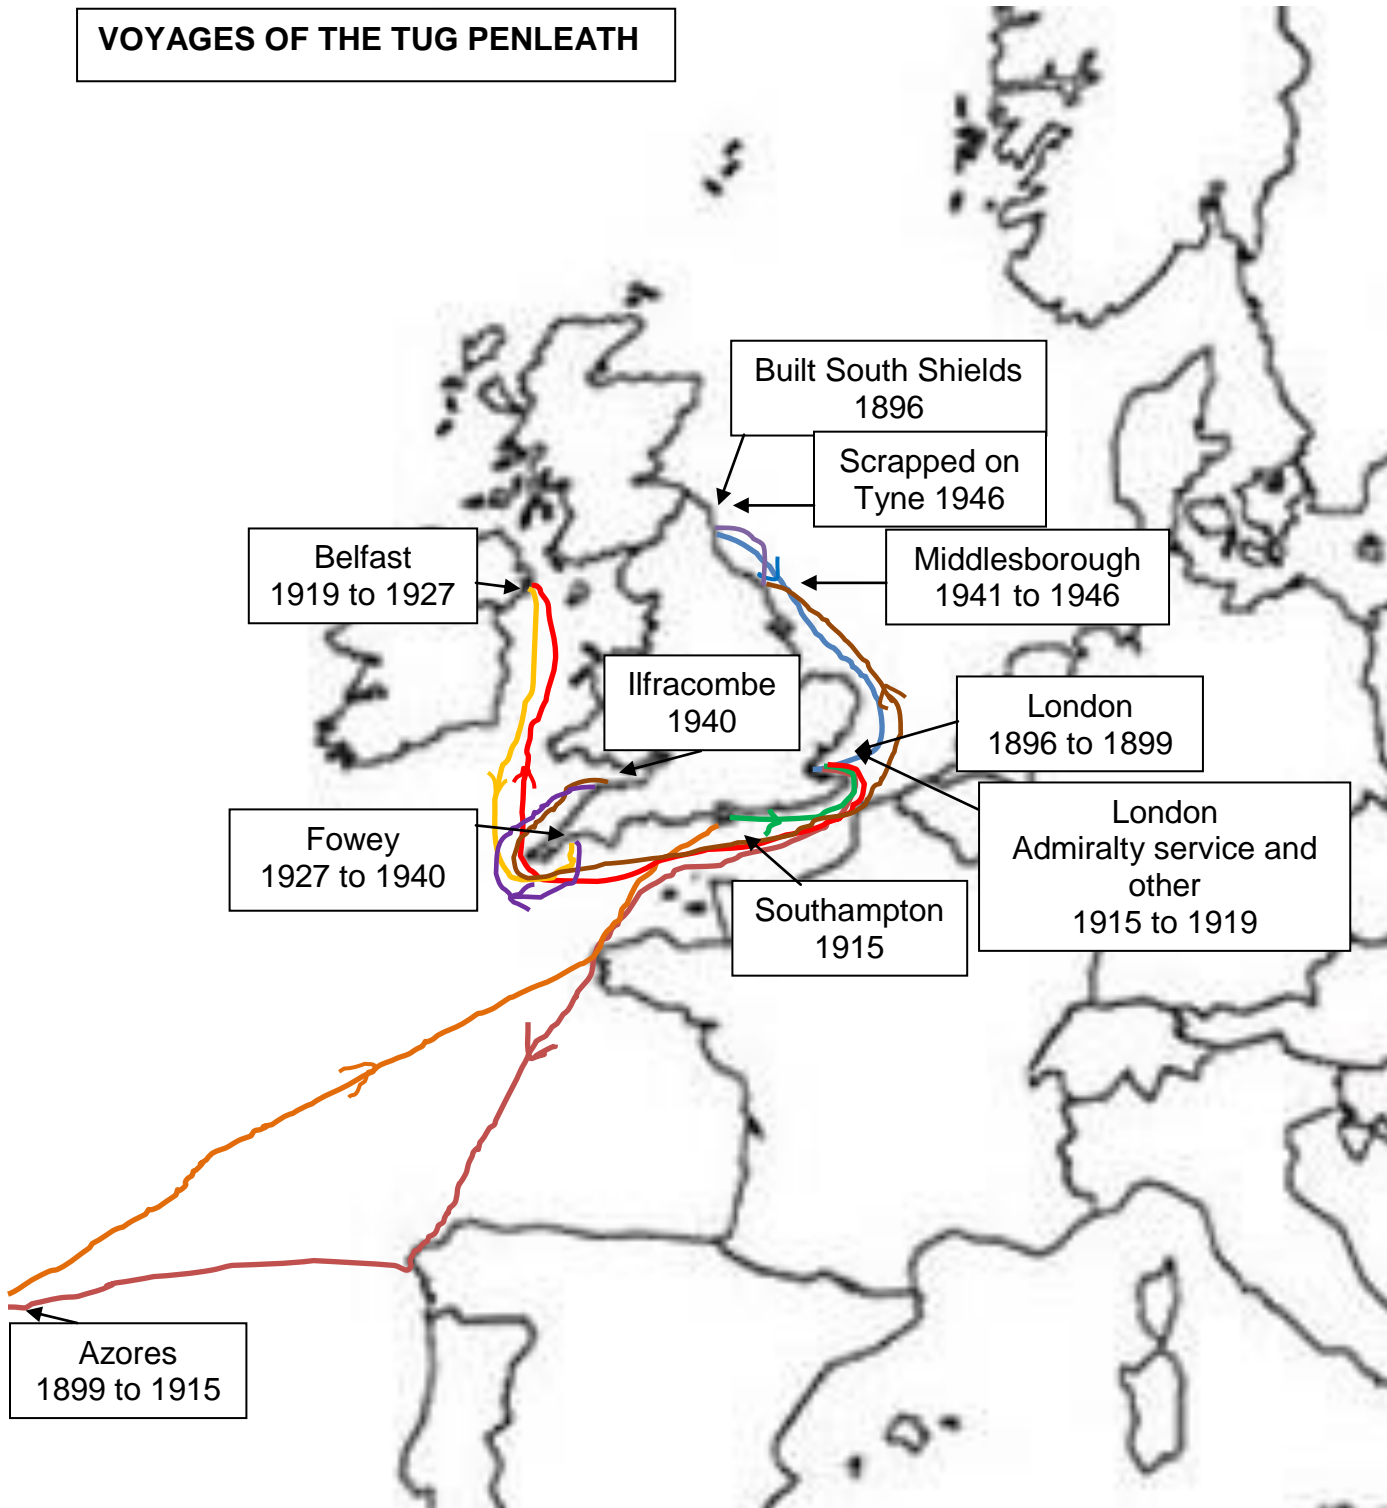 VOYAGES OF THE TUG PENLEATH
Built South Shields
1896
Scrapped on
Tyne 1946
Belfast
1919 to 1927
Middlesborough
1941 to 1946
Ilfracombe
1940
London
1896 to 1899
Fowey
1927 to 1940
London
Admiralty service and
other
1915 to 1919
Southampton
1915
Azores
1899 to 1915